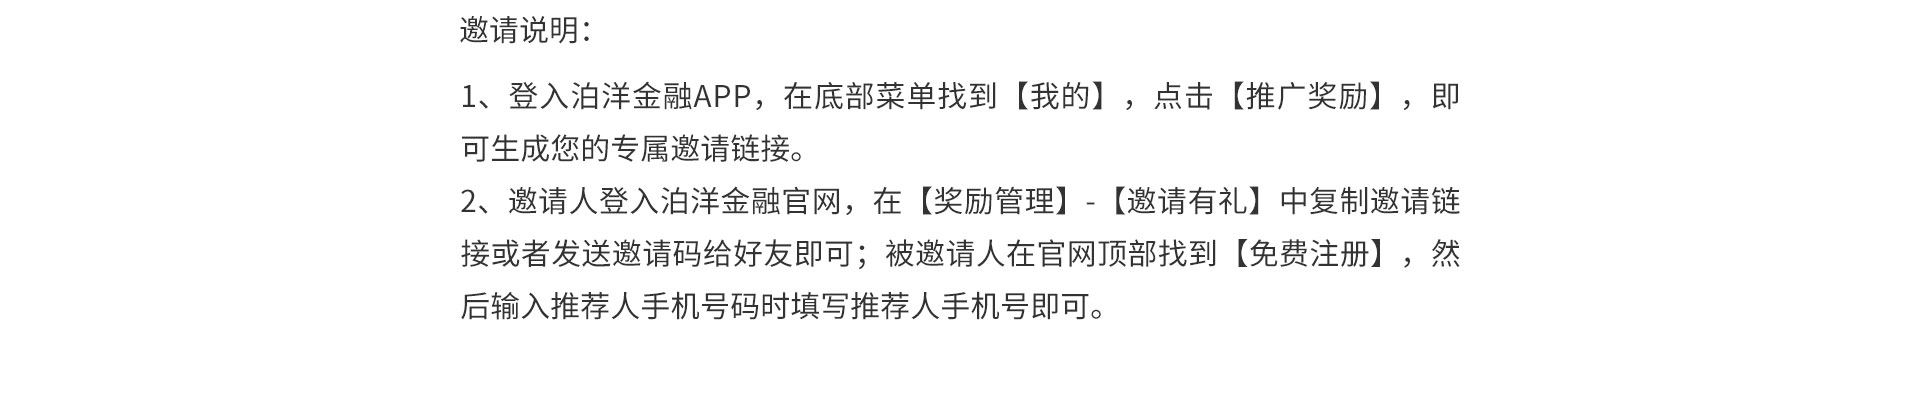 邀请说明：
1、登入泊洋金融APP，在底部菜单找到【我的】，点击【推广奖励】，即
可生成您的专属邀请链接。
2、邀请人登入泊洋金融官网，在【奖励管理】-【邀请有礼】中复制邀请链
接或者发送邀请码给好友即可；被邀请人在官网顶部找到【免费注册】，然
后输入推荐人手机号码时填写推荐人手机号即可。